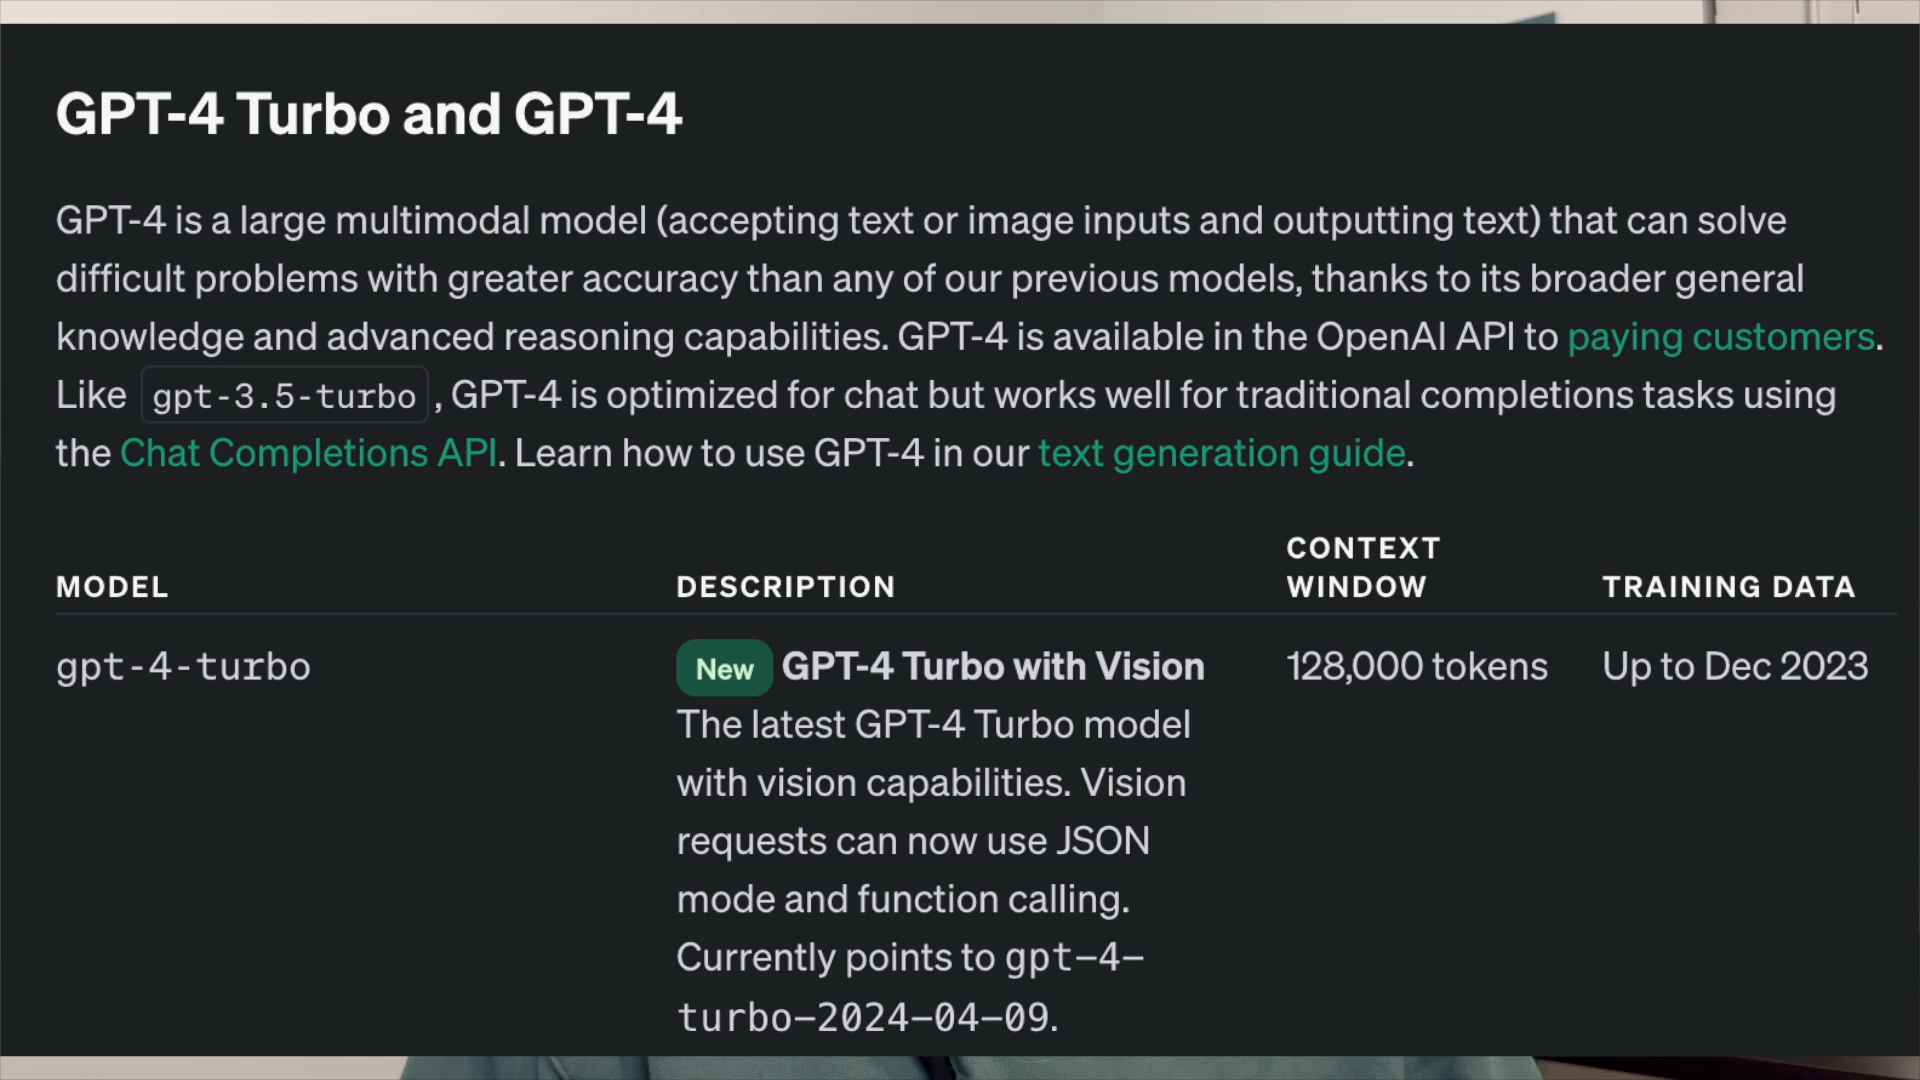 GPT-4 Turbo and GPT-4
GPT-4 is a large multimodal model (accepting text or image inputs and outputting text) that can solve
difficult problems with greater accuracy than any of our previous models, thanks to its broader general
knowledge and advanced reasoning capabilities. GPT-4 is available in the OpenAI API to paying customers.
Like gpt-3.5-turbo, GPT-4 is optimized for chat but works well for traditional completions tasks using
the Chat Completions API. Learn how to use GPT-4 in our text generation guide.
MODEL DESCRIPTION CONTEXT WINDOW TRAINING DATA
gpt-4-turbo New GPT-4 Turbo with Vision 128,000 tokens Up to Dec 2023
The latest GPT-4 Turbo model
with vision capabilities. Vision
requests can now use JSON
mode and function calling.
Currently points to gpt-4-
turbo-2024-04-09.